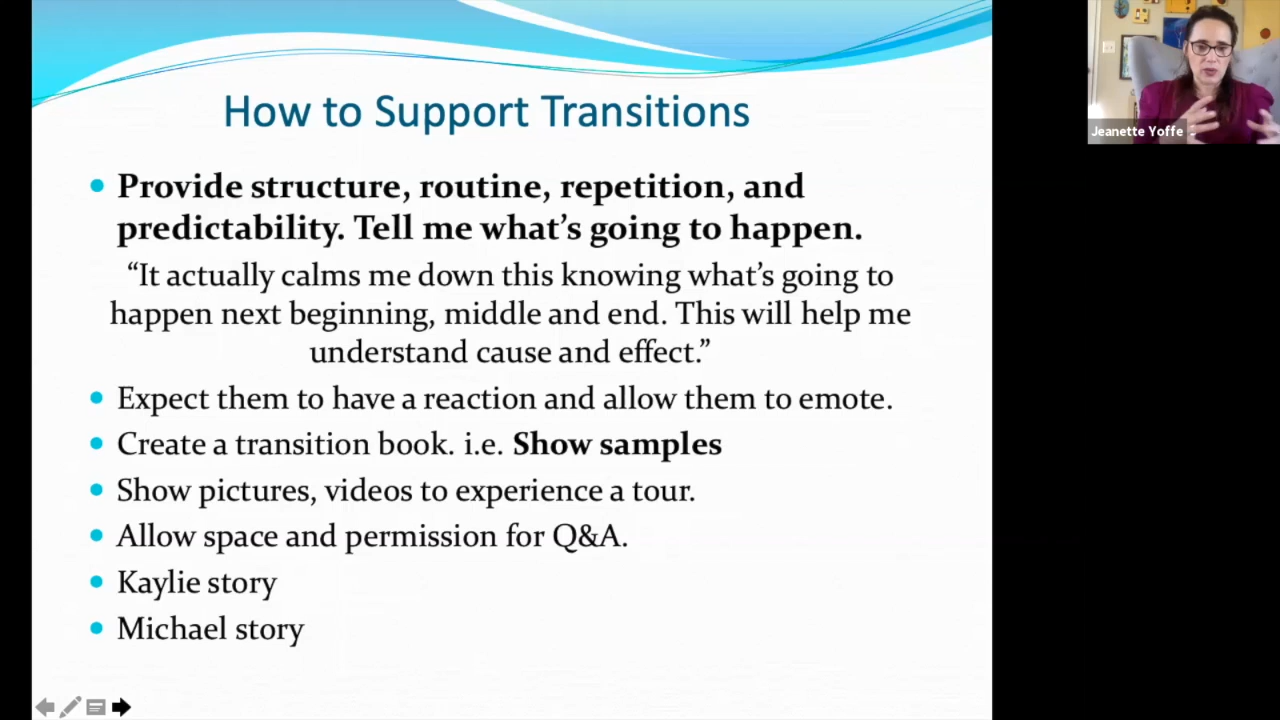 How to Support Transitions
• Provide structure, routine, repetition, and
predictability. Tell me what’s going to happen.
“It actually calms me down this knowing what’s going to
happen next beginning, middle and end. This will help me
understand cause and effect.”
• Expect them to have a reaction and allow them to emote.
• Create a transition book. i.e. Show samples
• Show pictures, videos to experience a tour.
• Allow space and permission for Q&A.
• Kaylie story
• Michael story
Jeanette Yoffe